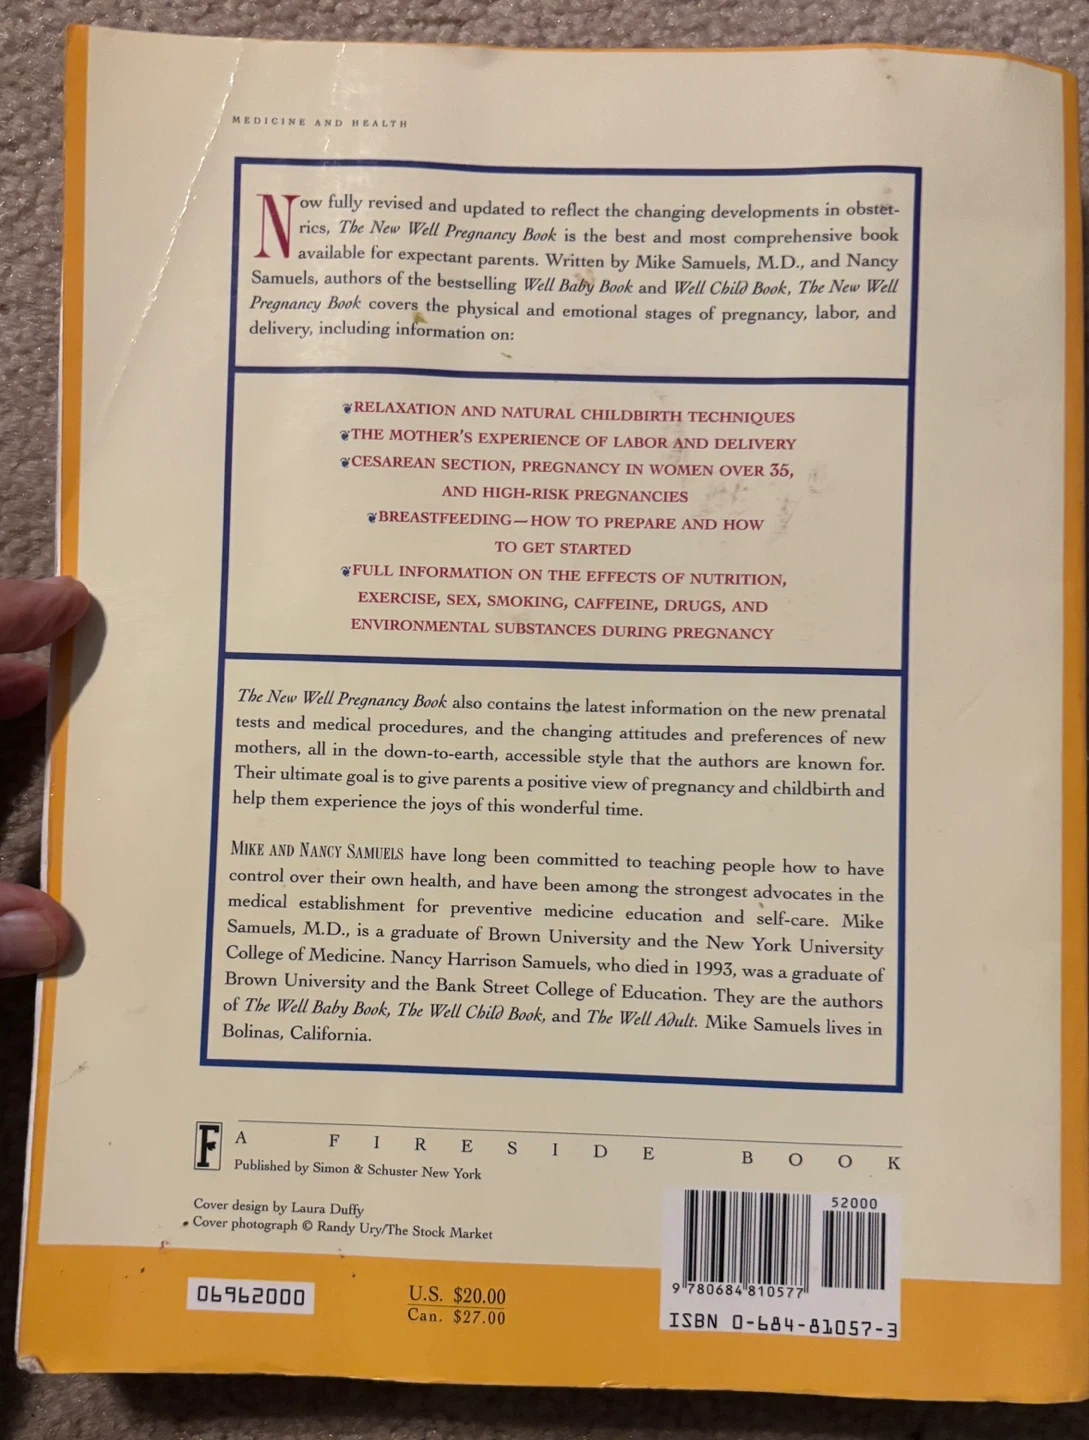 MEDICINE AND HEALTH
Now fully revised and updated to reflect the changing developments in obstet-
rics, The New Well Pregnancy Book is the best and most comprehensive book
available for expectant parents. Written by Mike Samuels, M.D., and Nancy
Samuels, authors of the bestselling Well Baby Book and Well Child Book, The New Well
Pregnancy Book covers the physical and emotional stages of pregnancy, labor, and
delivery, including information on:
❦RELAXATION AND NATURAL CHILDBIRTH TECHNIQUES
❦THE MOTHER'S EXPERIENCE OF LABOR AND DELIVERY
❦CESAREAN SECTION, PREGNANCY IN WOMEN OVER 35,
AND HIGH-RISK PREGNANCIES
❦BREASTFEEDING—HOW TO PREPARE AND HOW
TO GET STARTED
❦FULL INFORMATION ON THE EFFECTS OF NUTRITION,
EXERCISE, SEX, SMOKING, CAFFEINE, DRUGS, AND
ENVIRONMENTAL SUBSTANCES DURING PREGNANCY
The New Well Pregnancy Book also contains the latest information on the new prenatal
tests and medical procedures, and the changing attitudes and preferences of new
mothers, all in the down-to-earth, accessible style that the authors are known for.
Their ultimate goal is to give parents a positive view of pregnancy and childbirth and
help them experience the joys of this wonderful time.
MIKE AND NANCY SAMUELS have long been committed to teaching people how to have
control over their own health, and have been among the strongest advocates in the
medical establishment for preventive medicine education and self-care. Mike
Samuels, M.D., is a graduate of Brown University and the New York University
College of Medicine. Nancy Harrison Samuels, who died in 1993, was a graduate of
Brown University and the Bank Street College of Education. They are the authors
of The Well Baby Book, The Well Child Book, and The Well Adult. Mike Samuels lives in
Bolinas, California.
F
A FIRESIDE BOOK
Published by Simon & Schuster New York
Cover design by Laura Duffy
Cover photograph © Randy Ury/The Stock Market
52000
9 780684 810577
ISBN 0-684-81057-3
06962000
U.S. $20.00
Can. $27.00